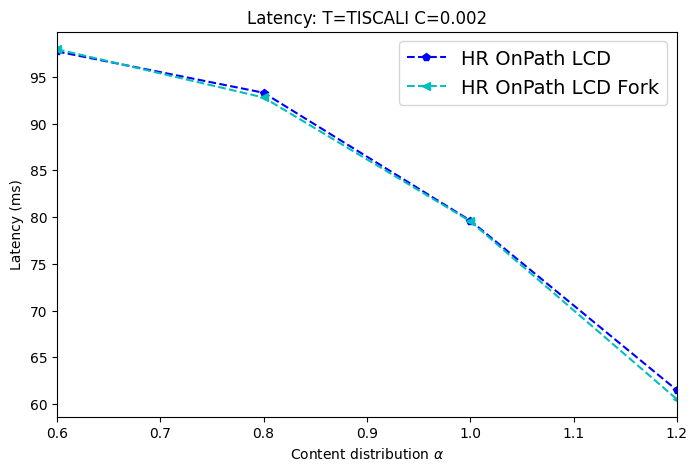 Latency: T=TISCALI C=0.002
HR OnPath LCD
HR OnPath LCD Fork
Latency (ms)
95
90
85
80
75
70
65
60
0.6 0.7 0.8 0.9 1.0 1.1 1.2
Content distribution α